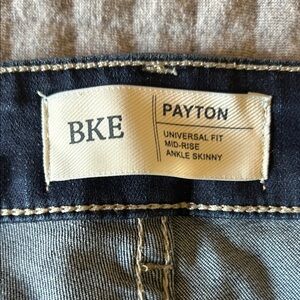 BKE
PAYTON
UNIVERSAL FIT
MID-RISE
ANKLE SKINNY